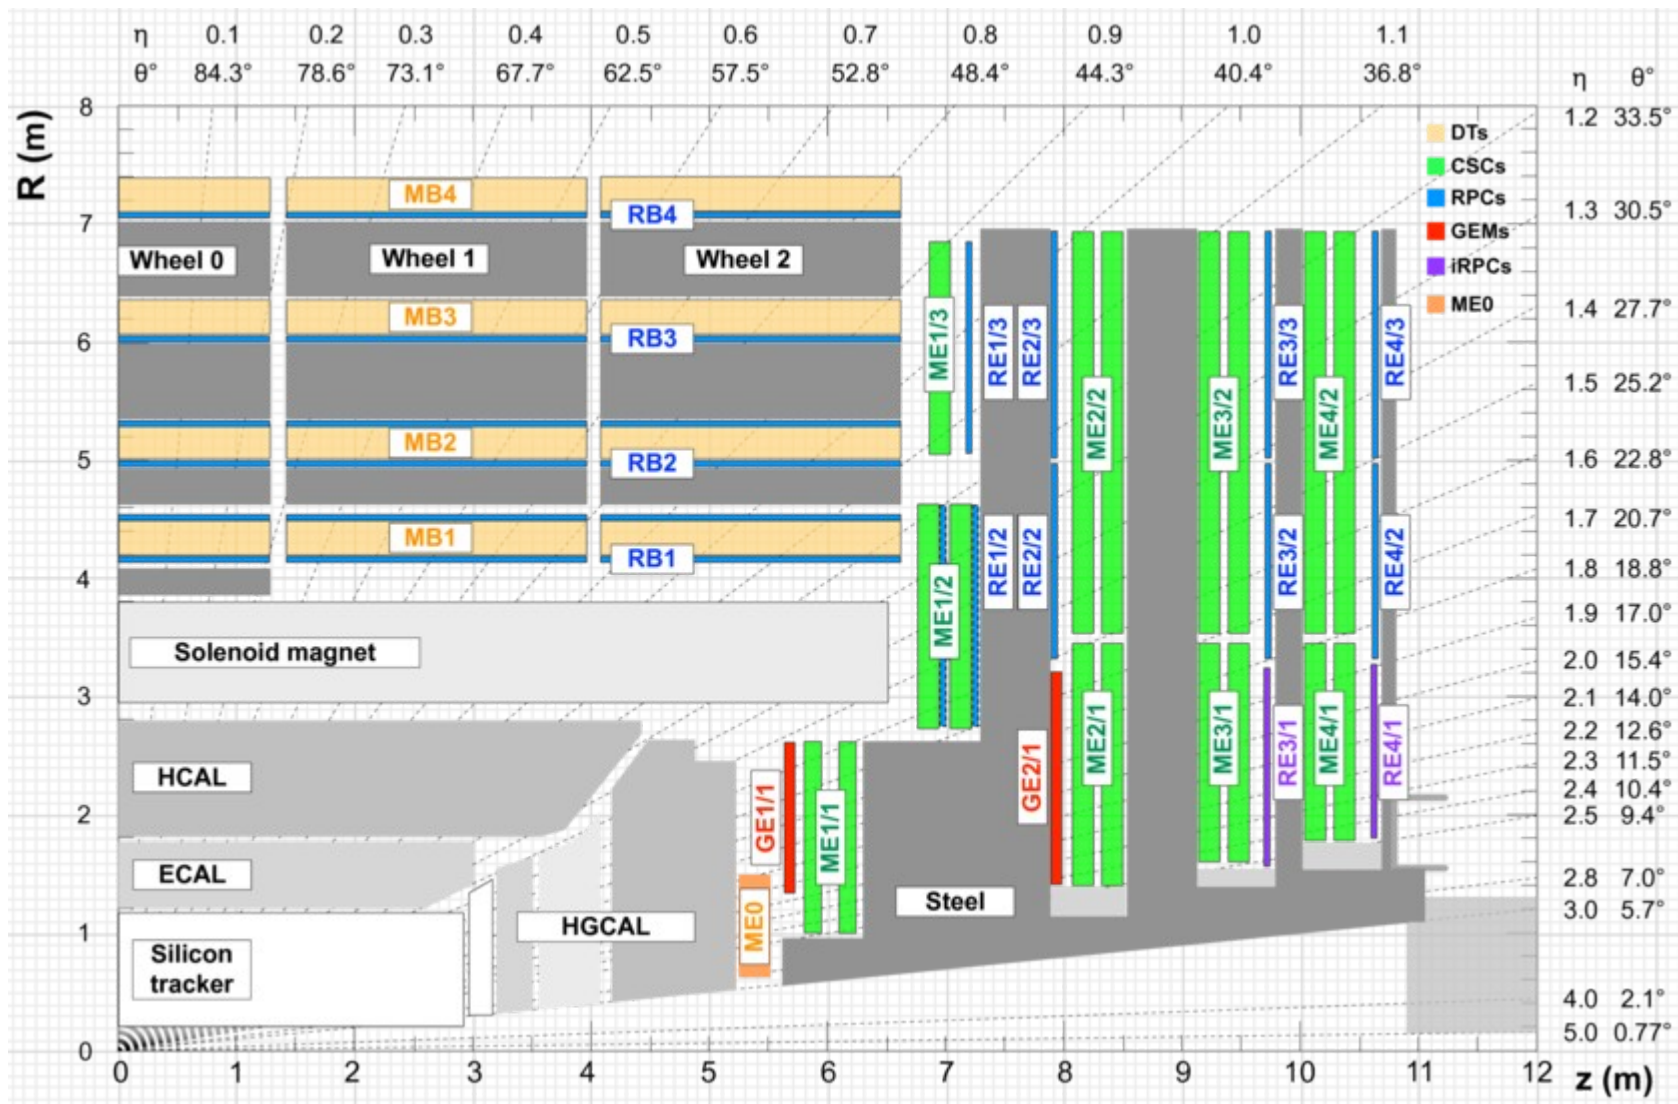 η 0.1 0.2 0.3 0.4 0.5 0.6 0.7 0.8 0.9 1.0 1.1
θ° 84.3° 78.6° 73.1° 67.7° 62.5° 57.5° 52.8° 48.4° 44.3° 40.4° 36.8° η θ°
R (m)
8
7
6
5
4
3
2
1
0
1.2 33.5°
1.3 30.5°
1.4 27.7°
1.5 25.2°
1.6 22.8°
1.7 20.7°
1.8 18.8°
1.9 17.0°
2.0 15.4°
2.1 14.0°
2.2 12.6°
2.3 11.5°
2.4 10.4°
2.5 9.4°
2.8 7.0°
3.0 5.7°
4.0 2.1°
5.0 0.77°
DTs
CSCs
RPCs
GEMs
iRPCs
ME0
MB4
RB4
Wheel 0 Wheel 1 Wheel 2
MB3
RB3
MB2
RB2
MB1
RB1
Solenoid magnet
HCAL
ECAL
Silicon
tracker
HGCAL
Steel
ME1/3
RE1/3
RE2/3
ME2/2
ME3/2
RE3/3
ME4/2
RE4/3
ME1/2
RE1/2
RE2/2
RE3/2
RE4/2
GE1/1
ME1/1
ME0
GE2/1
ME2/1
ME3/1
RE3/1
ME4/1
RE4/1
0 1 2 3 4 5 6 7 8 9 10 11 12 z (m)